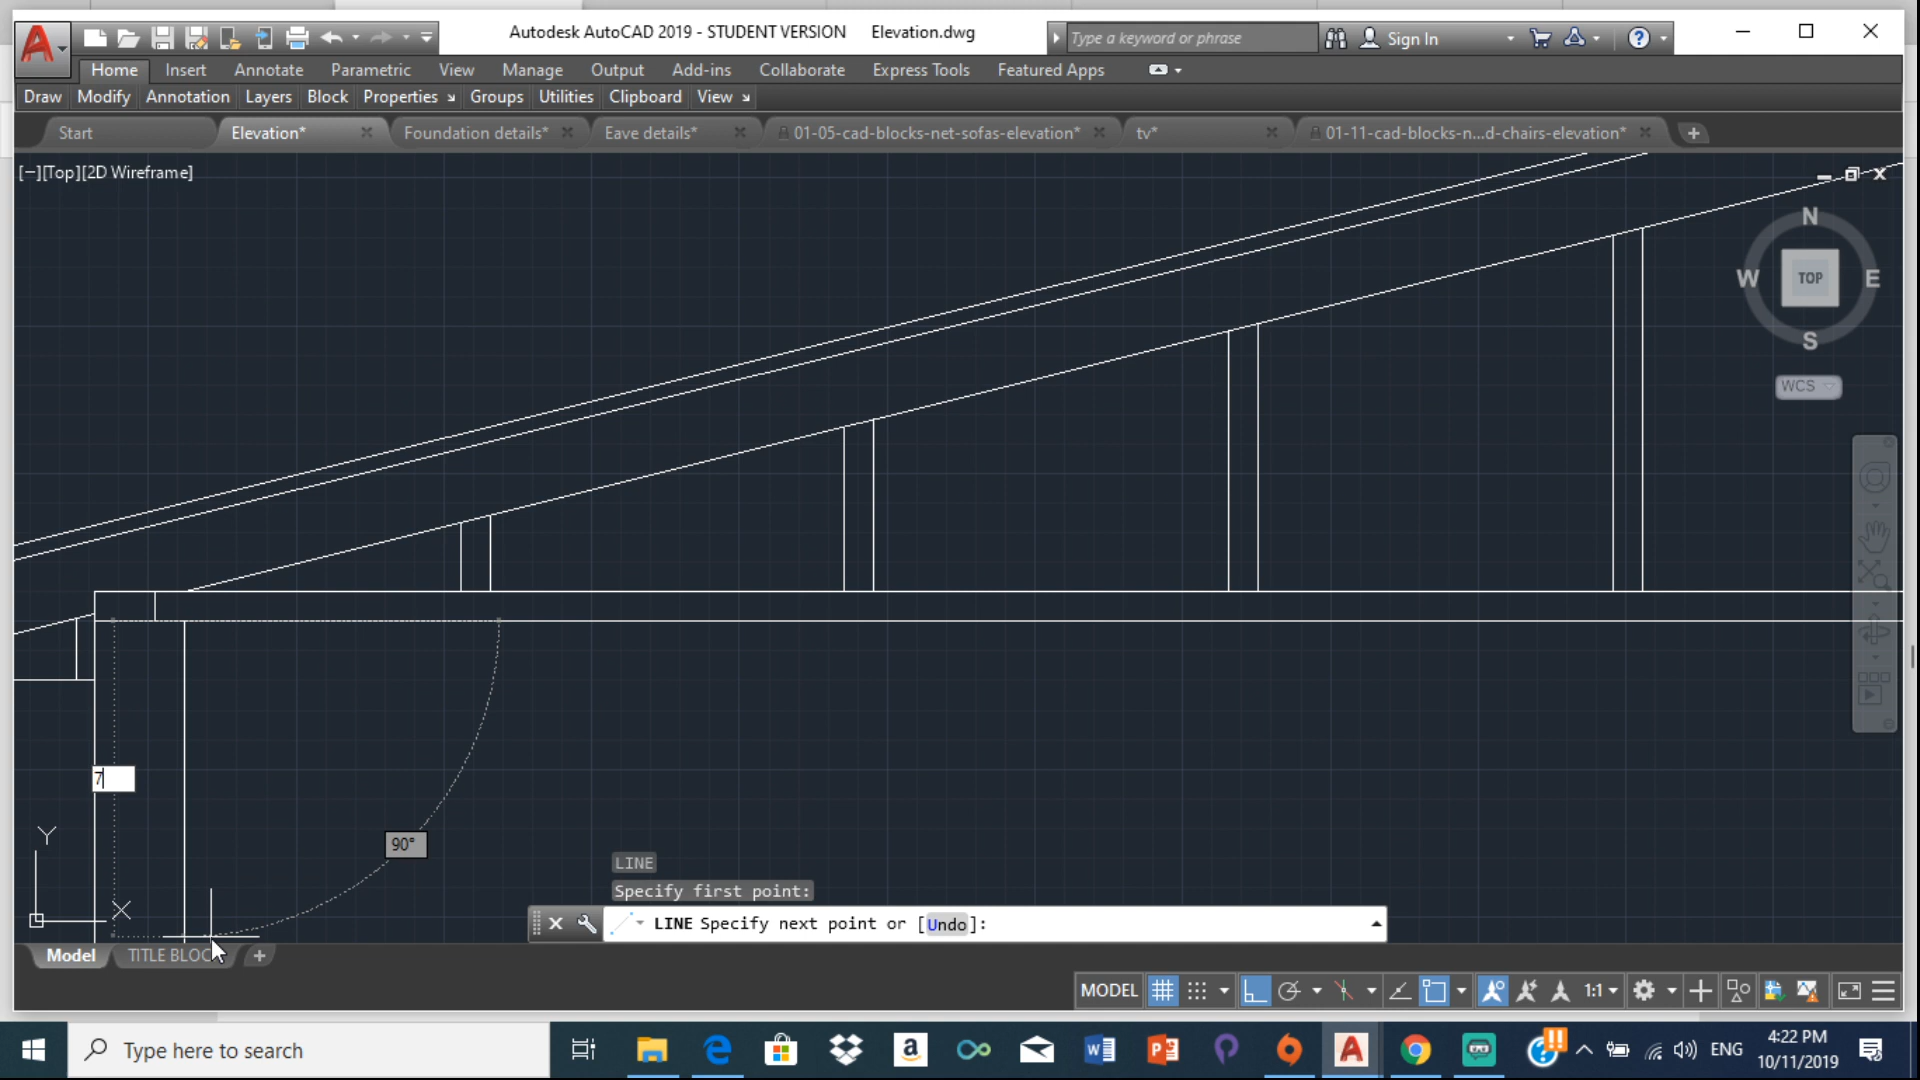 Autodesk AutoCAD 2019 - STUDENT VERSION Elevation.dwg
Type a keyword or phrase
Sign In
Home Insert Annotate Parametric View Manage Output Add-ins Collaborate Express Tools Featured Apps
Draw Modify Annotation Layers Block Properties Groups Utilities Clipboard View
Start Elevation* Foundation details* Eave details* 01-05-cad-blocks-net-sofas-elevation* tv* 01-11-cad-blocks-n...d-chairs-elevation*
[−][Top][2D Wireframe]
N
W TOP E
S
WCS
7
90°
Y
X
LINE
Specify first point:
LINE Specify next point or [Undo]:
Model TITLE BLOC
MODEL 1:1
Type here to search
ENG
4:22 PM
10/11/2019